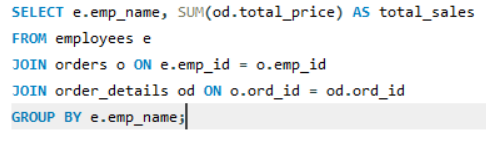 SELECT e.emp_name, SUM(od.total_price) AS total_sales
FROM employees e
JOIN orders o ON e.emp_id = o.emp_id
JOIN order_details od ON o.ord_id = od.ord_id
GROUP BY e.emp_name;